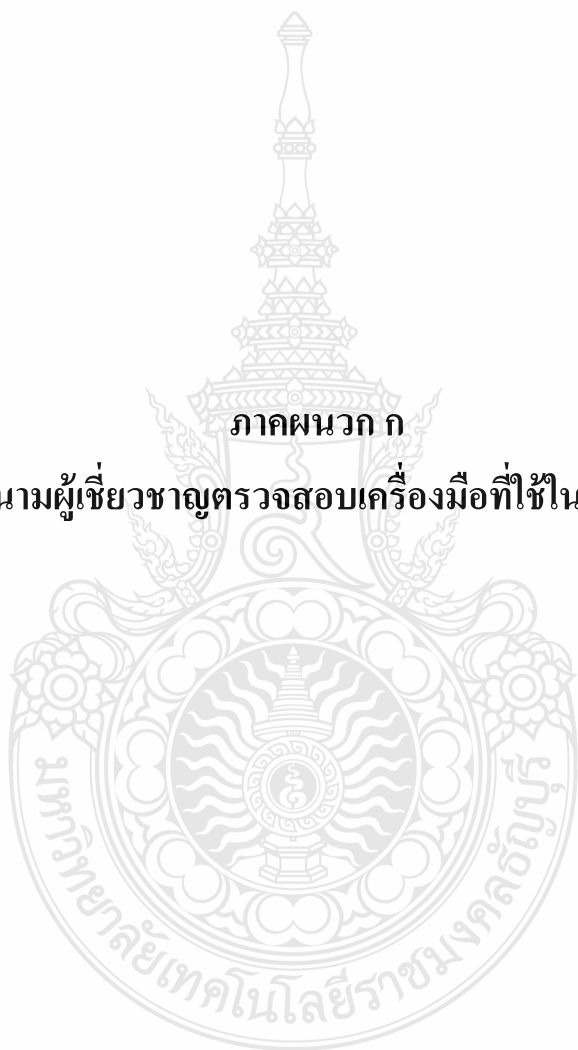 ภาคผนวก ก
นามผู้เชี่ยวชาญตรวจสอบเครื่องมือที่ใช้ใน
มหาวิทยาลัยเทคโนโลยีราชมงคลธัญบุรี